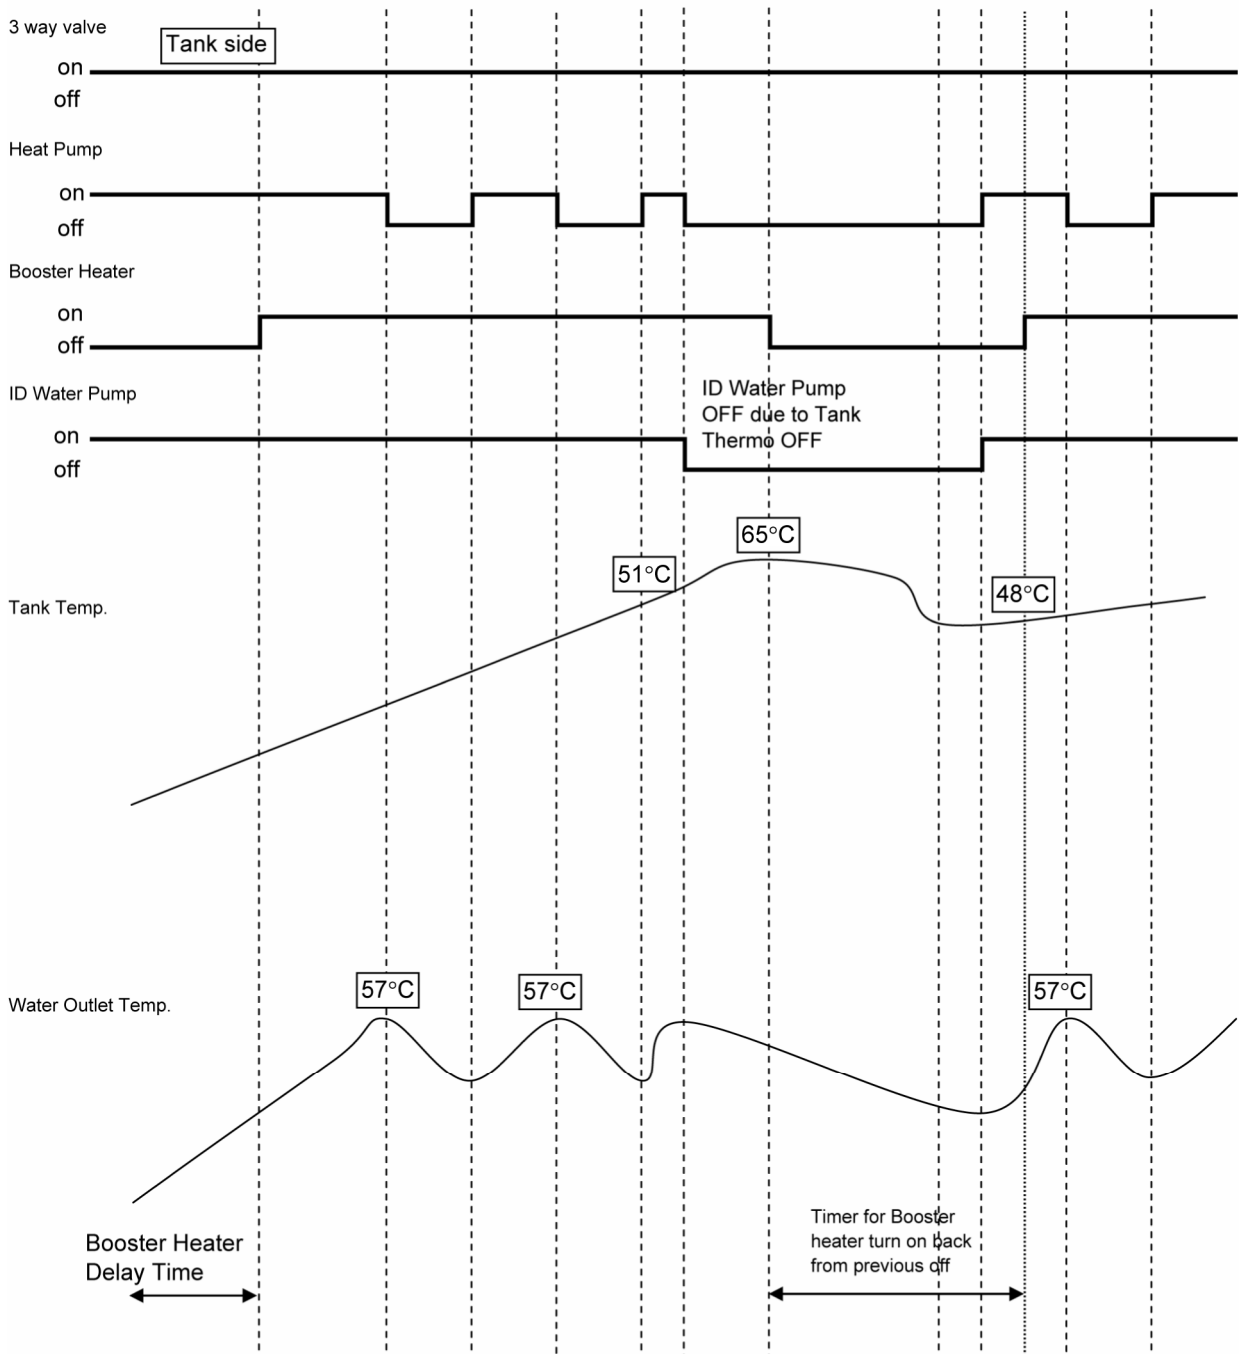 3 way valve
Tank side
on
off
Heat Pump
on
off
Booster Heater
on
off
ID Water Pump
ID Water Pump
OFF due to Tank
Thermo OFF
on
off
65°C
51°C
48°C
Tank Temp.
57°C
57°C
57°C
Water Outlet Temp.
Timer for Booster
heater turn on back
from previous off
Booster Heater
Delay Time